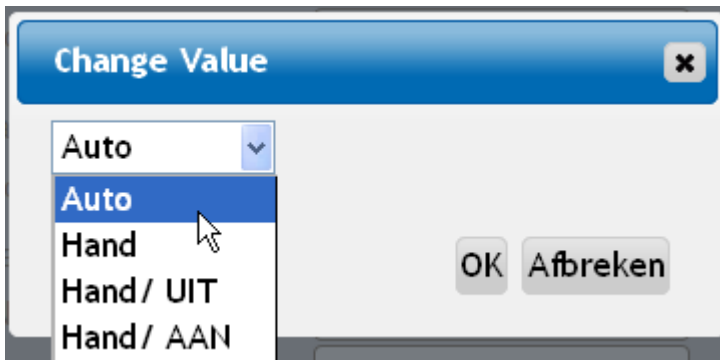 Change Value
Auto
Auto
Hand
Hand/ UIT
Hand/ AAN
OK Afbreken